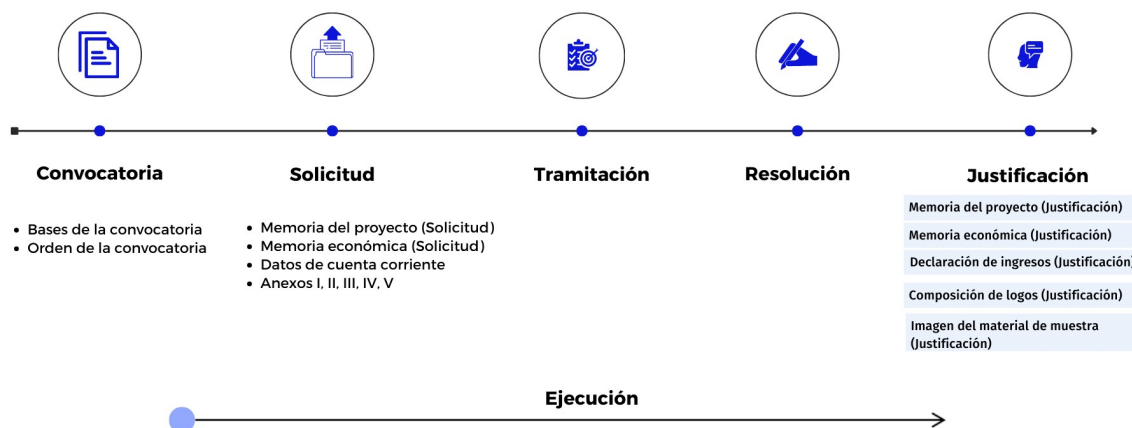 Convocatoria
Solicitud
Tramitación
Resolución
Justificación
Bases de la convocatoria
Orden de la convocatoria
Memoria del proyecto (Solicitud)
Memoria económica (Solicitud)
Datos de cuenta corriente
Anexos I, II, III, IV, V
Memoria del proyecto (Justificación)
Memoria económica (Justificación)
Declaración de ingresos (Justificación)
Composición de logos (Justificación)
Imagen del material de muestra
(Justificación)
Ejecución